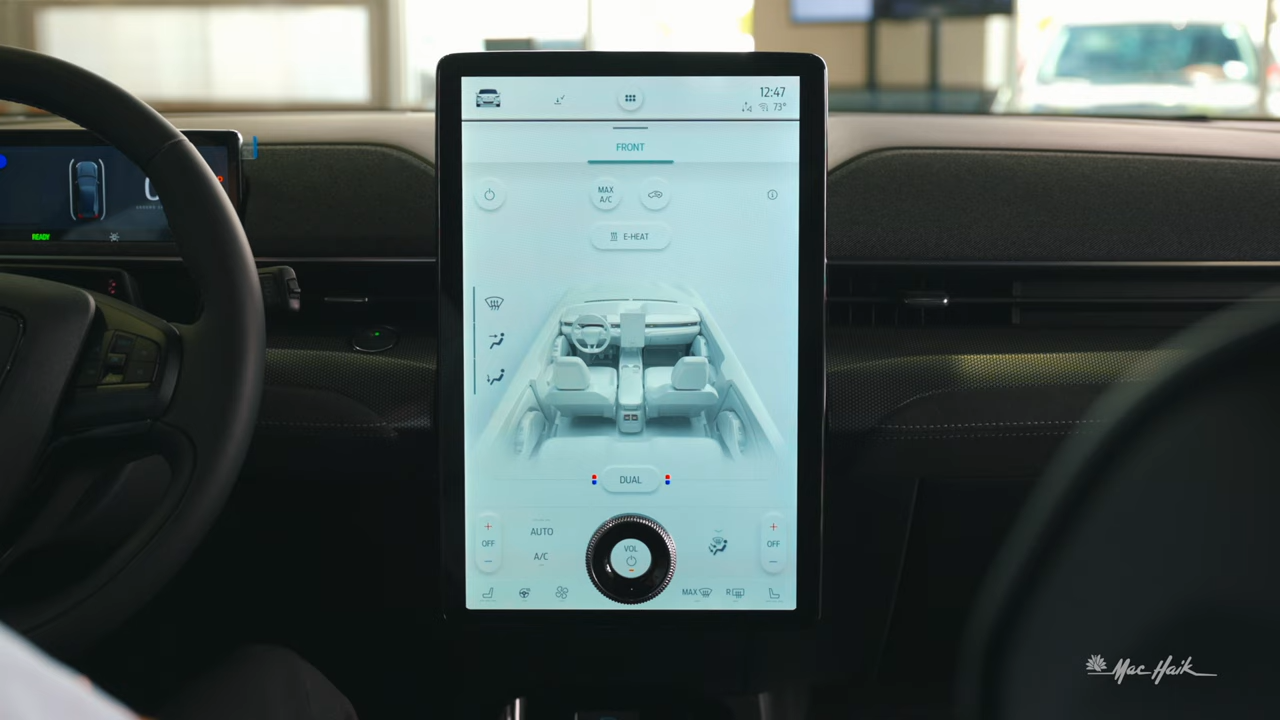 12:47
73°
FRONT
MAX
A/C
E-HEAT
READY
DUAL
AUTO
OFF
VOL
OFF
A/C
MAX
R
Mac Haik